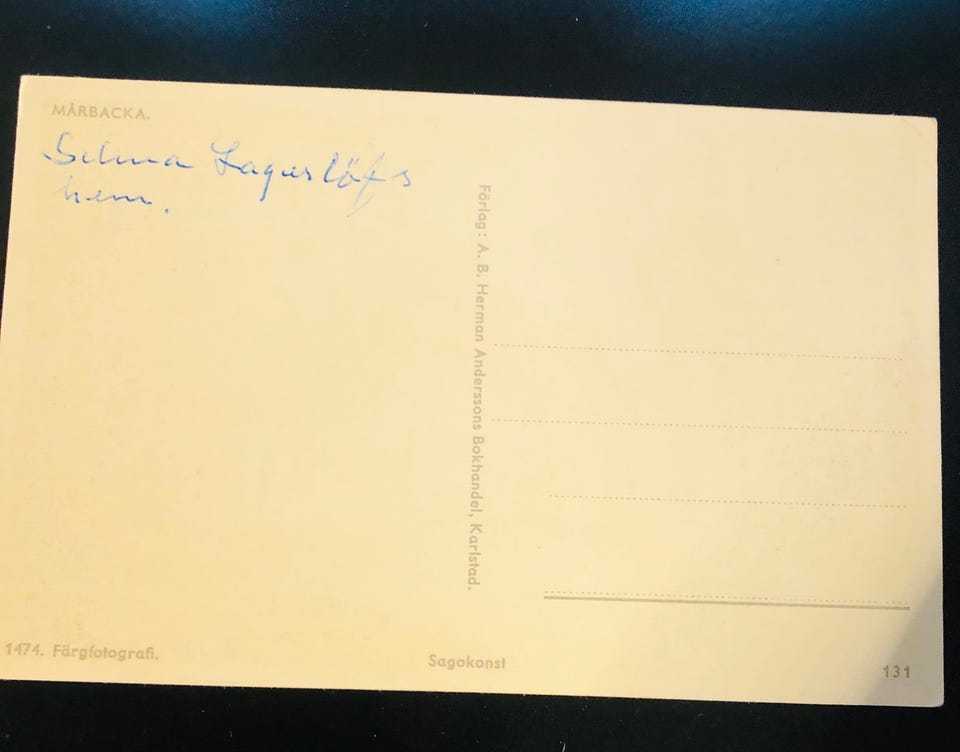 MÅRBACKA.
Selma Lagerlöfs
hem.
Förlag: A. B. Herman Anderssons Bokhandel, Karlstad.
1474. Färgfotografi.
Sagokonst
131